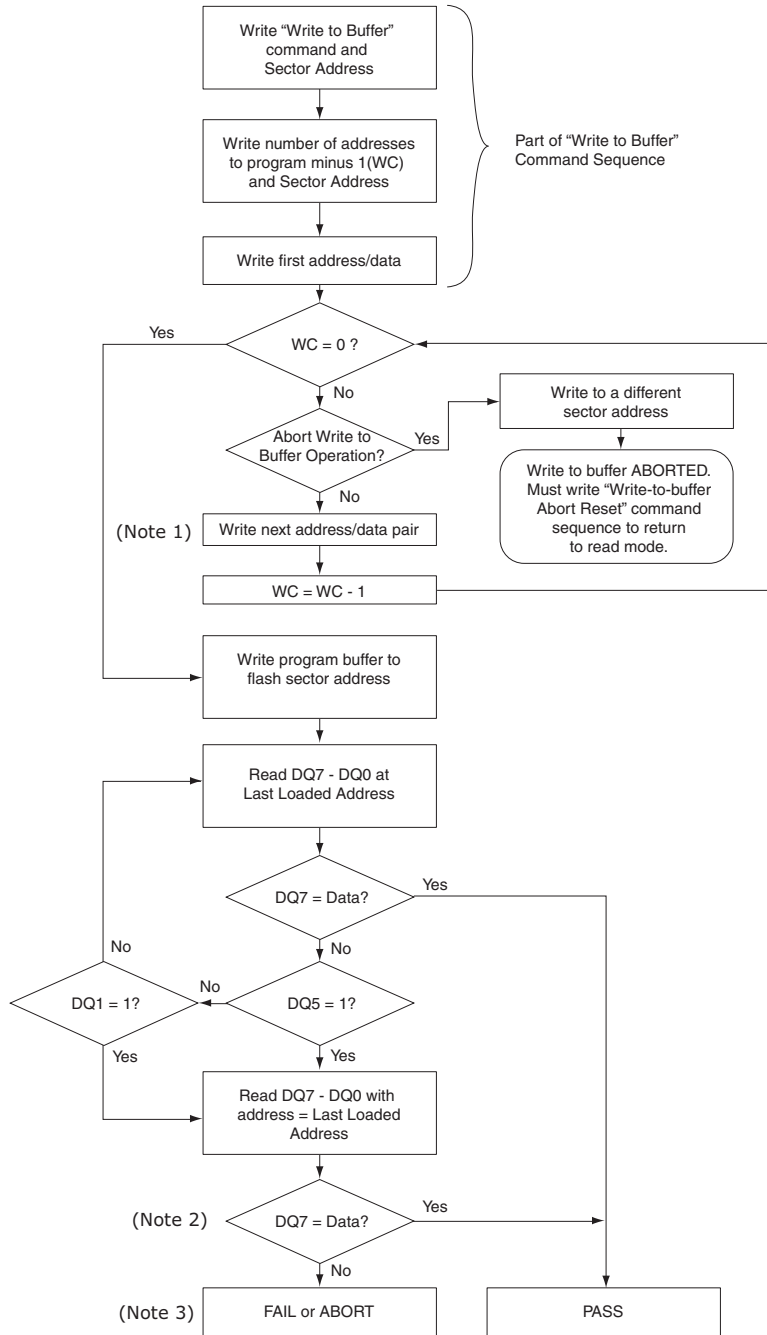 Write “Write to Buffer”
command and
Sector Address
Write number of addresses
to program minus 1(WC)
and Sector Address
Part of “Write to Buffer”
Command Sequence
Write first address/data
Yes
WC = 0 ?
No
Abort Write to
Buffer Operation?
Yes
Write to a different
sector address
No
Write to buffer ABORTED.
Must write “Write-to-buffer
Abort Reset” command
sequence to return
to read mode.
(Note 1)
Write next address/data pair
WC = WC - 1
Write program buffer to
flash sector address
Read DQ7 - DQ0 at
Last Loaded Address
DQ7 = Data?
Yes
No
No
DQ1 = 1?
No
DQ5 = 1?
Yes
Yes
Read DQ7 - DQ0 with
address = Last Loaded
Address
(Note 2)
DQ7 = Data?
Yes
No
(Note 3)
FAIL or ABORT
PASS